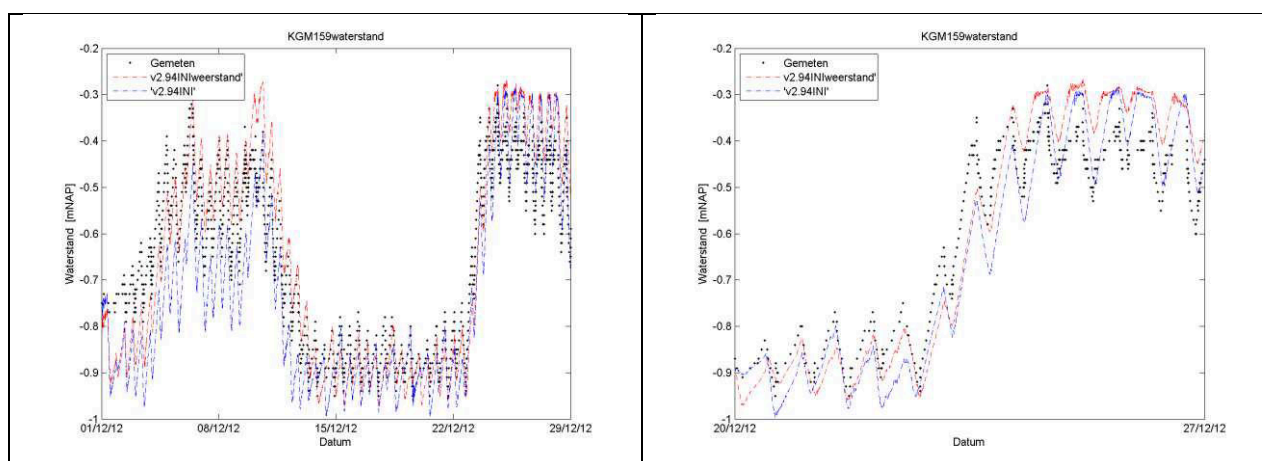 KGM159waterstand
-0.2
Gemeten
v2.94INIweerstand'
'v2.94INI'
-0.3
-0.4
-0.5
-0.6
-0.7
-0.8
-0.9
-1
Waterstand [mNAP]
01/12/12 08/12/12 15/12/12 22/12/12 29/12/12
Datum
KGM159waterstand
-0.2
Gemeten
v2.94INIweerstand'
'v2.94INI'
-0.3
-0.4
-0.5
-0.6
-0.7
-0.8
-0.9
-1
Waterstand [mNAP]
20/12/12 27/12/12
Datum